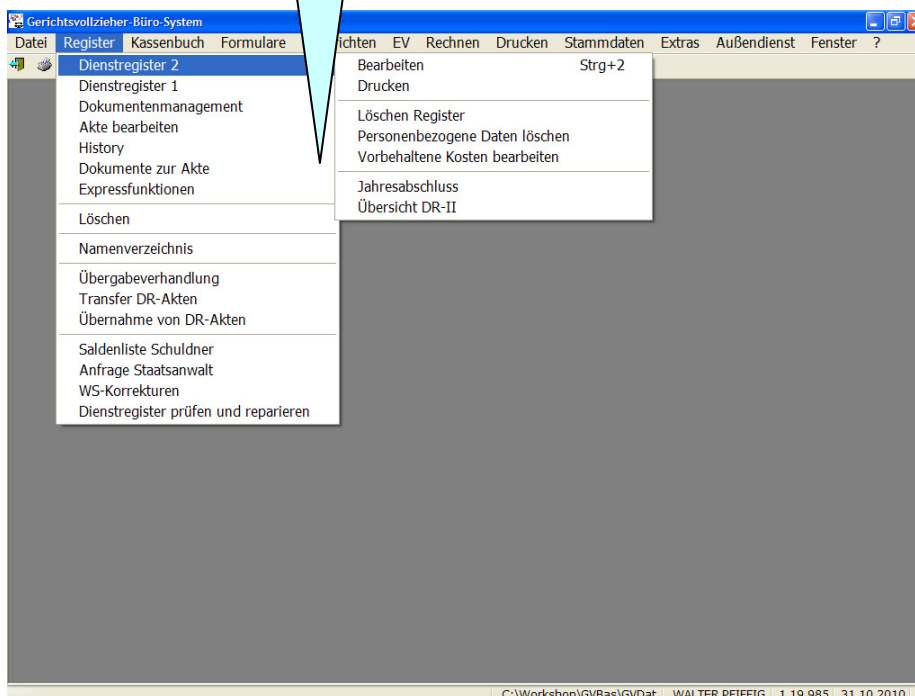 Gerichtsvollzieher-Büro-System
Datei Register Kassenbuch Formulare ichten EV Rechnen Drucken Stammdaten Extras Außendienst Fenster ?
Dienstregister 2
Dienstregister 1
Dokumentenmanagement
Akte bearbeiten
History
Dokumente zur Akte
Expressfunktionen
Löschen
Namenverzeichnis
Übergabeverhandlung
Transfer DR-Akten
Übernahme von DR-Akten
Saldenliste Schuldner
Anfrage Staatsanwalt
WS-Korrekturen
Dienstregister prüfen und reparieren
Bearbeiten Strg+2
Drucken
Löschen Register
Personenbezogene Daten löschen
Vorbehaltene Kosten bearbeiten
Jahresabschluss
Übersicht DR-II
C:\Workshop\GVBas\GVDat WALTER PFIFFIG 1.19.985 31.10.2010